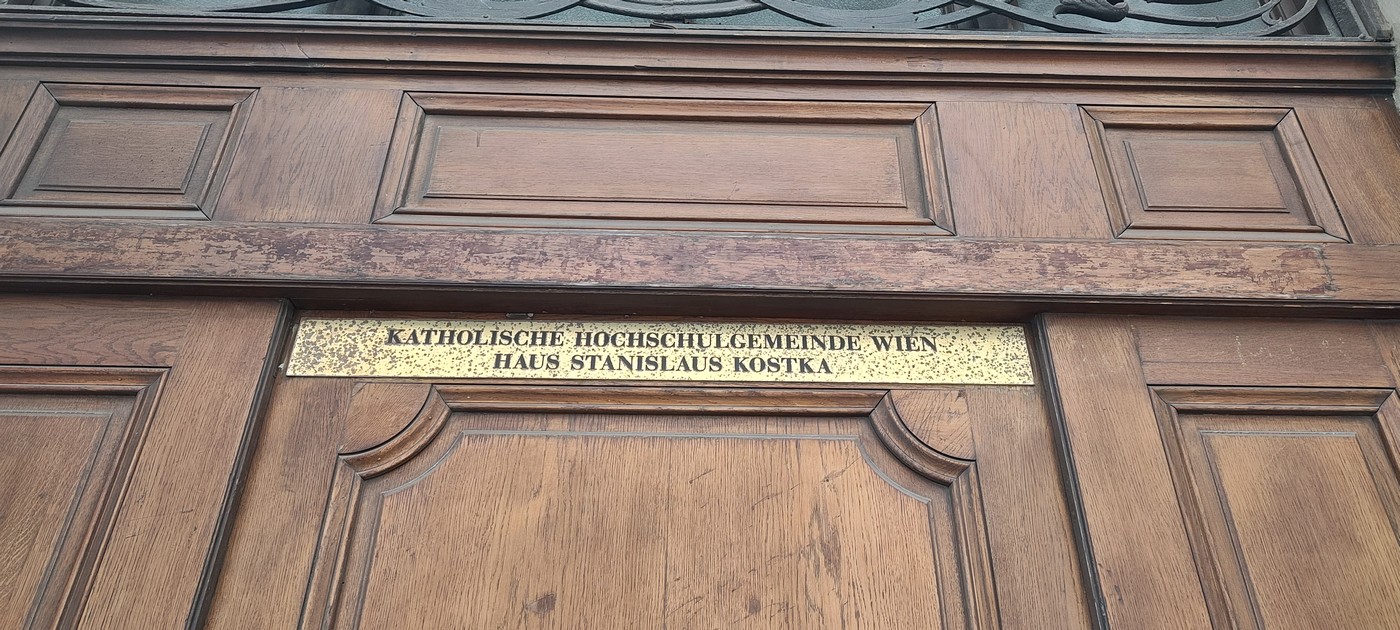 KATHOLISCHE HOCHSCHULGEMEINDE WIEN
HAUS STANISLAUS KOSTKA